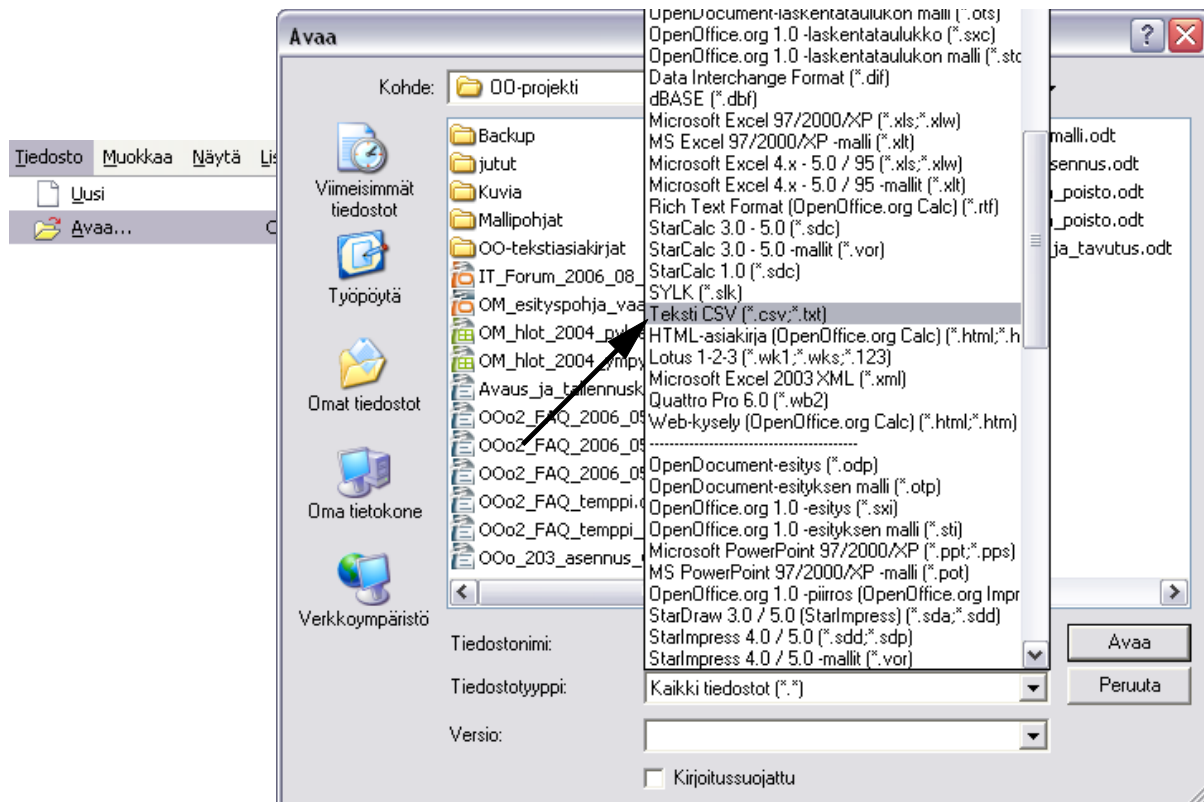 Tiedosto Muokkaa Näytä
Uusi
Avaa...
Avaa
Kohde:
OO-projekti
Viimeisimmät
tiedostot
Työpöytä
Omat tiedostot
Oma tietokone
Verkkoympäristö
Backup
jutut
Kuvia
Mallipohjat
OO-tekstiasiakirjat
IT_Forum_2006_08_
OM_esityspohja_vaa
OM_hlot_2004_pylvä
OM_hlot_2004_ympy
Avaus_ja_tallennusk
OOo2_FAQ_2006_05
OOo2_FAQ_2006_05
OOo2_FAQ_2006_05
OOo2_FAQ_temppi.
OOo2_FAQ_temppi_
OOo_203_asennus_
malli.odt
sennus.odt
_poisto.odt
_poisto.odt
ja_tavutus.odt
OpenDocument-laskentataulukon malli (*.ots)
OpenOffice.org 1.0 -laskentataulukko (*.sxc)
OpenOffice.org 1.0 -laskentataulukon malli (*.stc
Data Interchange Format (*.dif)
dBASE (*.dbf)
Microsoft Excel 97/2000/XP (*.xls;*.xlw)
MS Excel 97/2000/XP -malli (*.xlt)
Microsoft Excel 4.x - 5.0 / 95 (*.xls;*.xlw)
Microsoft Excel 4.x - 5.0 / 95 -mallit (*.xlt)
Rich Text Format (OpenOffice.org Calc) (*.rtf)
StarCalc 3.0 - 5.0 (*.sdc)
StarCalc 3.0 - 5.0 -mallit (*.vor)
StarCalc 1.0 (*.sdc)
SYLK (*.slk)
Teksti CSV (*.csv;*.txt)
HTML-asiakirja (OpenOffice.org Calc) (*.html;*.h
Lotus 1-2-3 (*.wk1;*.wks;*.123)
Microsoft Excel 2003 XML (*.xml)
Quattro Pro 6.0 (*.wb2)
Web-kysely (OpenOffice.org Calc) (*.html;*.htm)
------------------------------------------
OpenDocument-esitys (*.odp)
OpenDocument-esityksen malli (*.otp)
OpenOffice.org 1.0 -esitys (*.sxi)
OpenOffice.org 1.0 -esityksen malli (*.sti)
Microsoft PowerPoint 97/2000/XP (*.ppt;*.pps)
MS PowerPoint 97/2000/XP -malli (*.pot)
OpenOffice.org 1.0 -piirros (OpenOffice.org Impr
StarDraw 3.0 / 5.0 (StarImpress) (*.sda;*.sdd)
StarImpress 4.0 / 5.0 (*.sdd;*.sdp)
StarImpress 4.0 / 5.0 -mallit (*.vor)
Tiedostonimi:
Avaa
Tiedostotyyppi:
Kaikki tiedostot (*.*)
Peruuta
Versio:
Kirjoitussuojattu